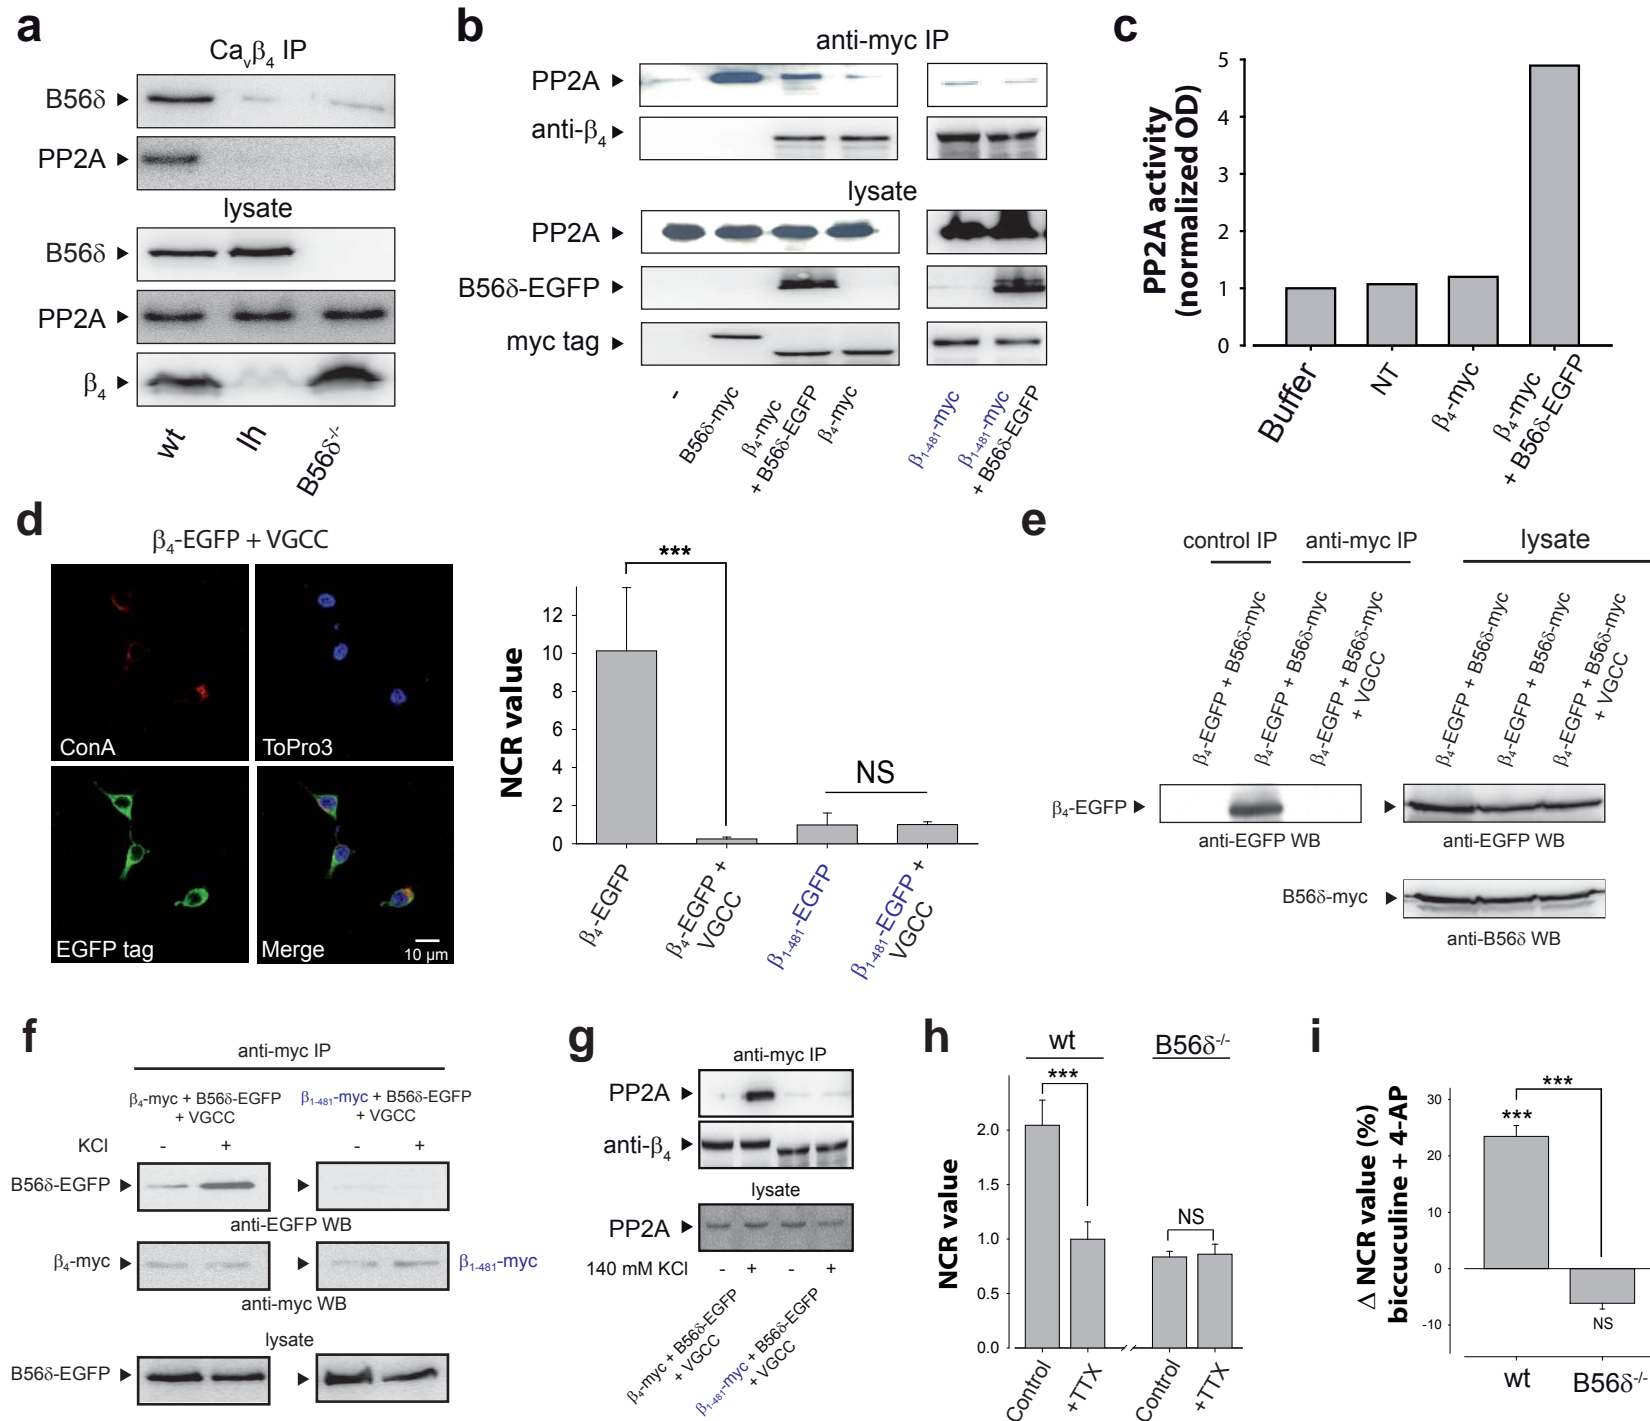 a
Caᵥβ₄ IP
B56δ
PP2A
lysate
B56δ
PP2A
β₄
wt
lh
B56δ⁻/⁻
b
anti-myc IP
PP2A
anti-β₄
lysate
PP2A
B56δ-EGFP
myc tag
-
B56δ-myc
β₄-myc
+ B56δ-EGFP
β₄-myc
β₁₋₄₈₁-myc
β₁₋₄₈₁-myc
+ B56δ-EGFP
c
PP2A activity
(normalized OD)
5
4
3
2
1
0
Buffer
NT
β₄-myc
β₄-myc
+ B56δ-EGFP
d
β₄-EGFP + VGCC
ConA
ToPro3
EGFP tag
Merge
10 µm
NCR value
12
10
8
6
4
2
0
***
NS
β₄-EGFP
β₄-EGFP +
VGCC
β₁₋₄₈₁-EGFP
β₁₋₄₈₁-EGFP +
VGCC
e
control IP
anti-myc IP
lysate
β₄-EGFP + B56δ-myc
β₄-EGFP + B56δ-myc
β₄-EGFP + B56δ-myc
+ VGCC
β₄-EGFP + B56δ-myc
β₄-EGFP + B56δ-myc
β₄-EGFP + B56δ-myc
+ VGCC
β₄-EGFP
anti-EGFP WB
anti-EGFP WB
B56δ-myc
anti-B56δ WB
f
anti-myc IP
β₄-myc + B56δ-EGFP
+ VGCC
β₁₋₄₈₁-myc + B56δ-EGFP
+ VGCC
KCl - + - +
B56δ-EGFP
anti-EGFP WB
β₄-myc
β₁₋₄₈₁-myc
anti-myc WB
lysate
B56δ-EGFP
g
anti-myc IP
PP2A
anti-β₄
lysate
PP2A
140 mM KCl - + - +
β₄-myc + B56δ-EGFP
+ VGCC
β₁₋₄₈₁-myc + B56δ-EGFP
+ VGCC
h
wt
B56δ⁻/⁻
***
NS
NCR value
2.0
1.5
1.0
0.5
0.0
Control
+TTX
Control
+TTX
i
Δ NCR value (%)
biccuculine + 4-AP
30
20
10
0
-10
***
***
NS
wt
B56δ⁻/⁻